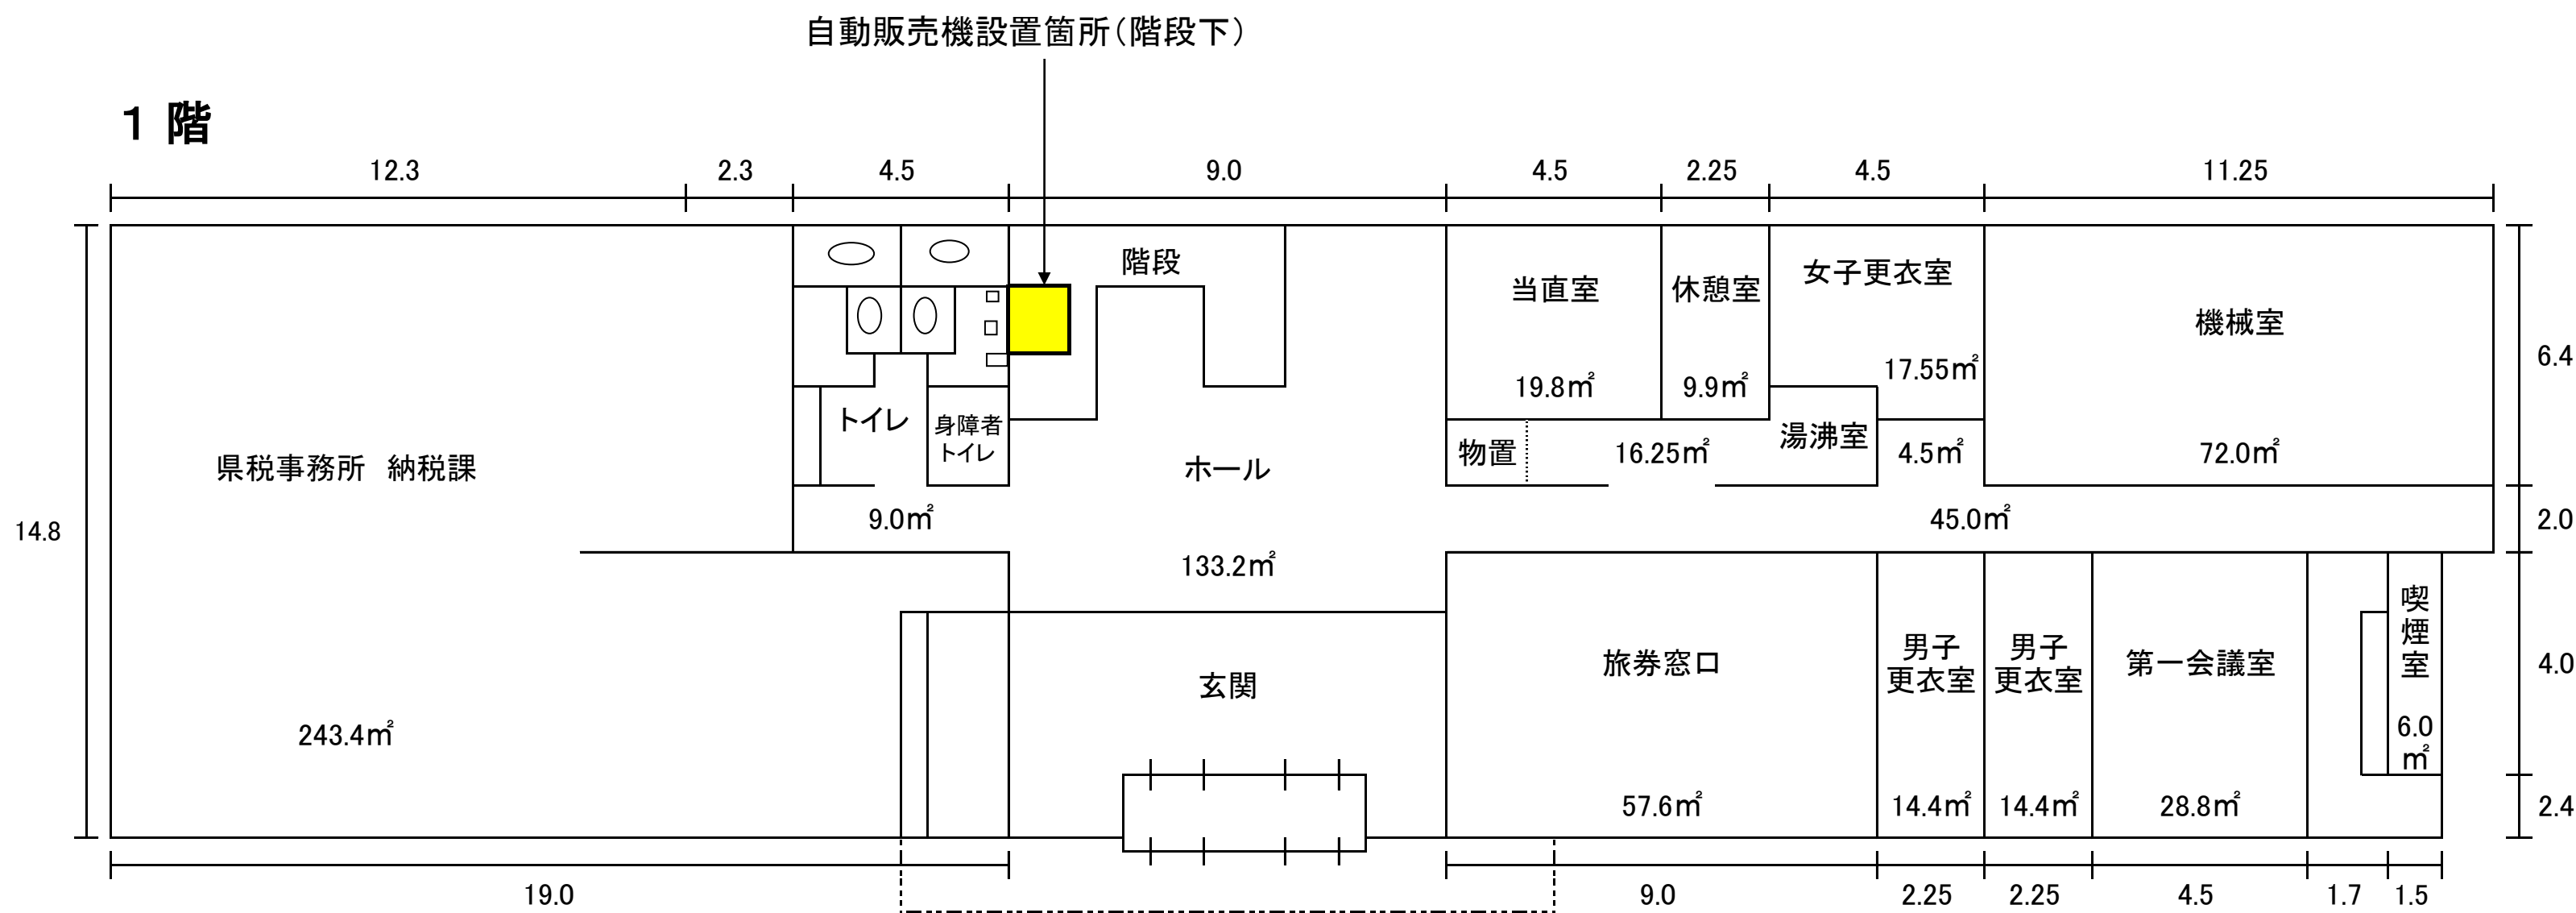 自動販売機設置箇所（階段下）
１ 階
12.3 2.3 4.5 9.0 4.5 2.25 4.5 11.25
階段
当直室
休憩室
女子更衣室
機械室
6.4
17.55㎡
19.8㎡
9.9㎡
トイレ
身障者
トイレ
物置
16.25㎡
湯沸室
4.5㎡
72.0㎡
県税事務所　納税課
ホール
14.8
9.0㎡
45.0㎡
2.0
133.2㎡
玄関
旅券窓口
男子
更衣室
男子
更衣室
第一会議室
喫
煙
室
4.0
243.4㎡
6.0
㎡
57.6㎡
14.4㎡
14.4㎡
28.8㎡
2.4
19.0 9.0 2.25 2.25 4.5 1.7 1.5